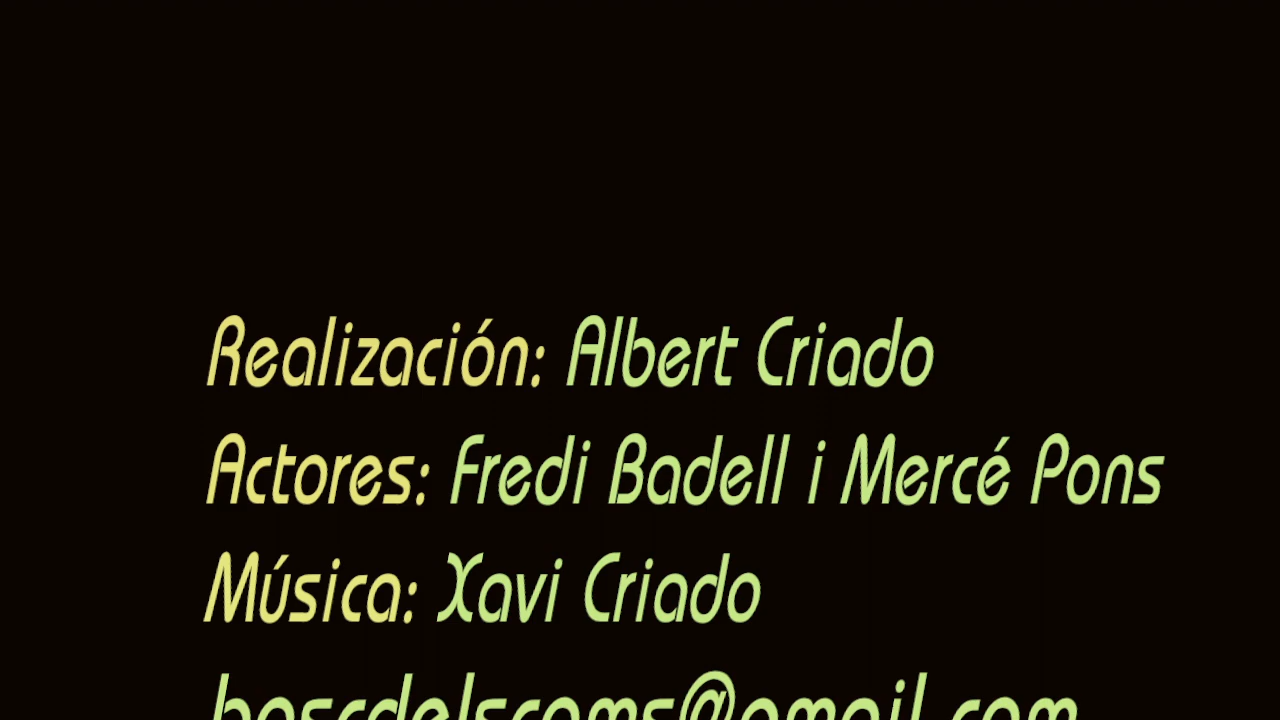 Realización: Albert Criado
Actores: Fredi Badell i Mercé Pons
Música: Xavi Criado